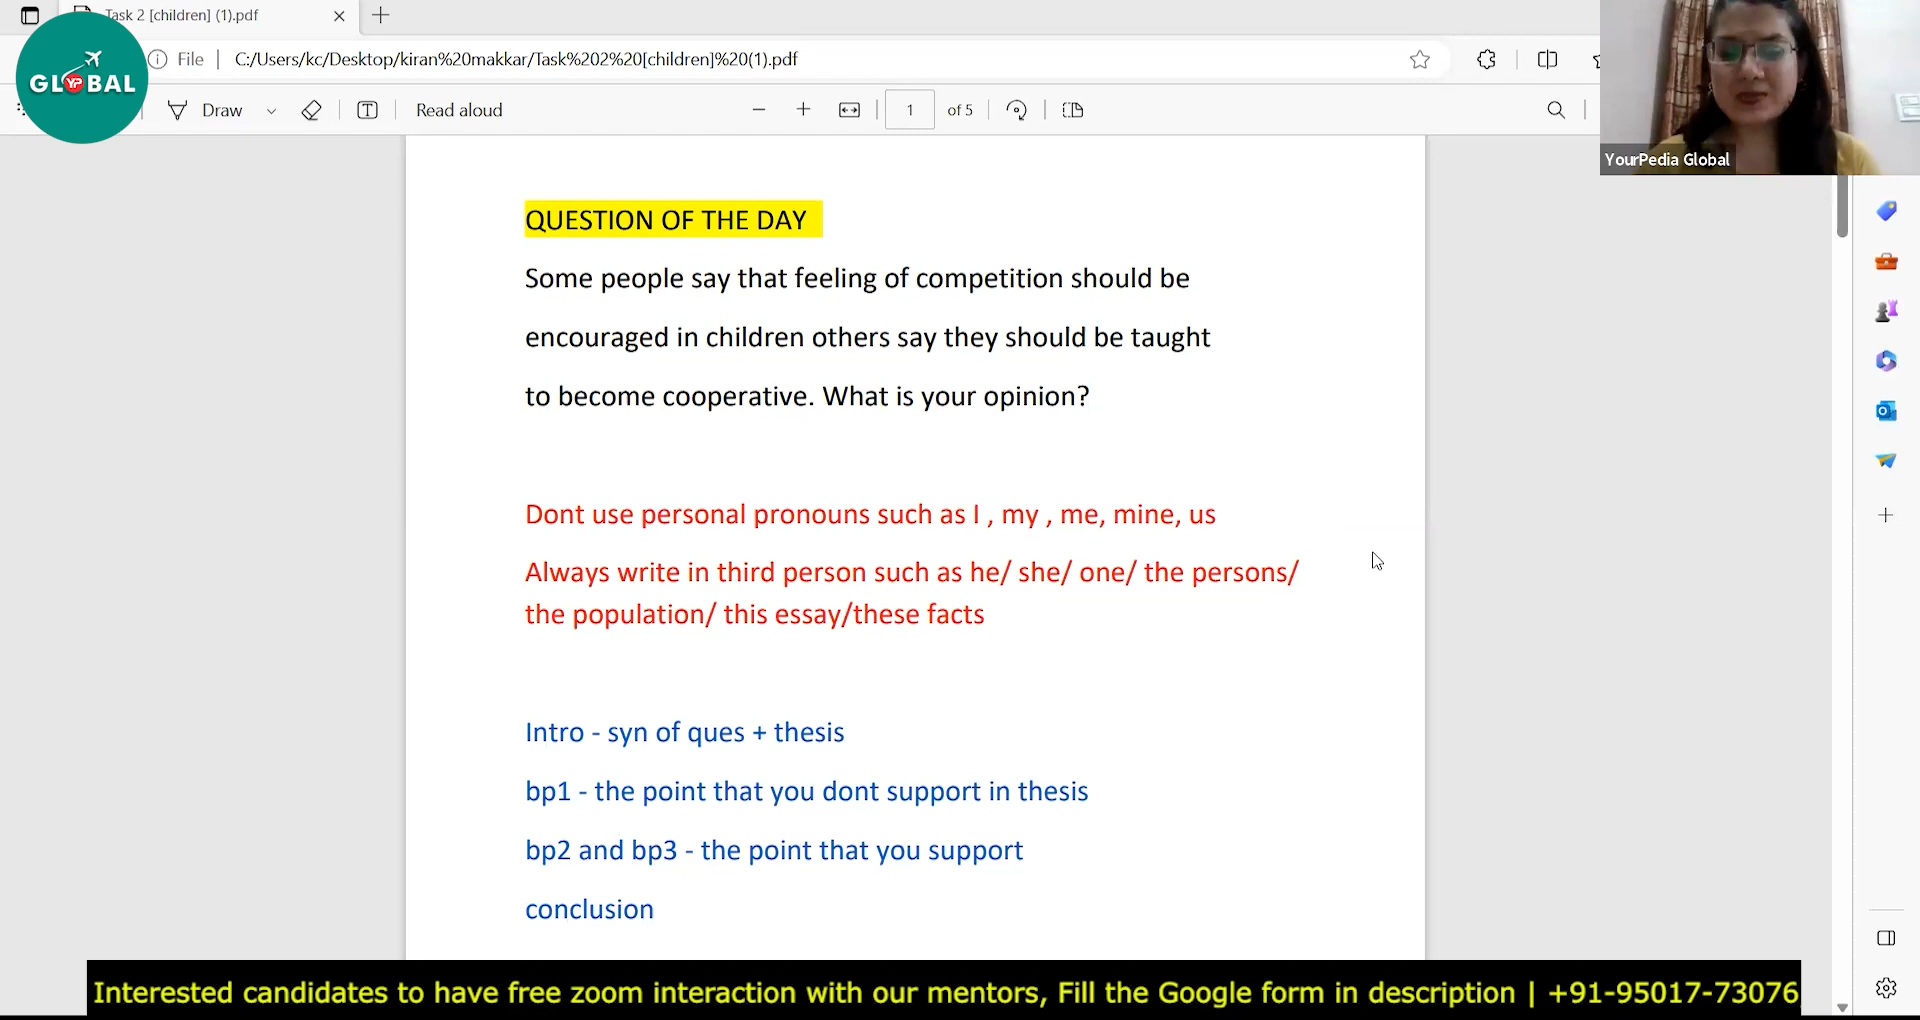 Task 2 [children] (1).pdf
File
C:/Users/kc/Desktop/kiran%20makkar/Task%202%20[children]%20(1).pdf
GLOBAL
YP
Draw
Read aloud
1 of 5
YourPedia Global
QUESTION OF THE DAY
Some people say that feeling of competition should be
encouraged in children others say they should be taught
to become cooperative. What is your opinion?
Dont use personal pronouns such as I , my , me, mine, us
Always write in third person such as he/ she/ one/ the persons/
the population/ this essay/these facts
Intro - syn of ques + thesis
bp1 - the point that you dont support in thesis
bp2 and bp3 - the point that you support
conclusion
Interested candidates to have free zoom interaction with our mentors, Fill the Google form in description | +91-95017-73076